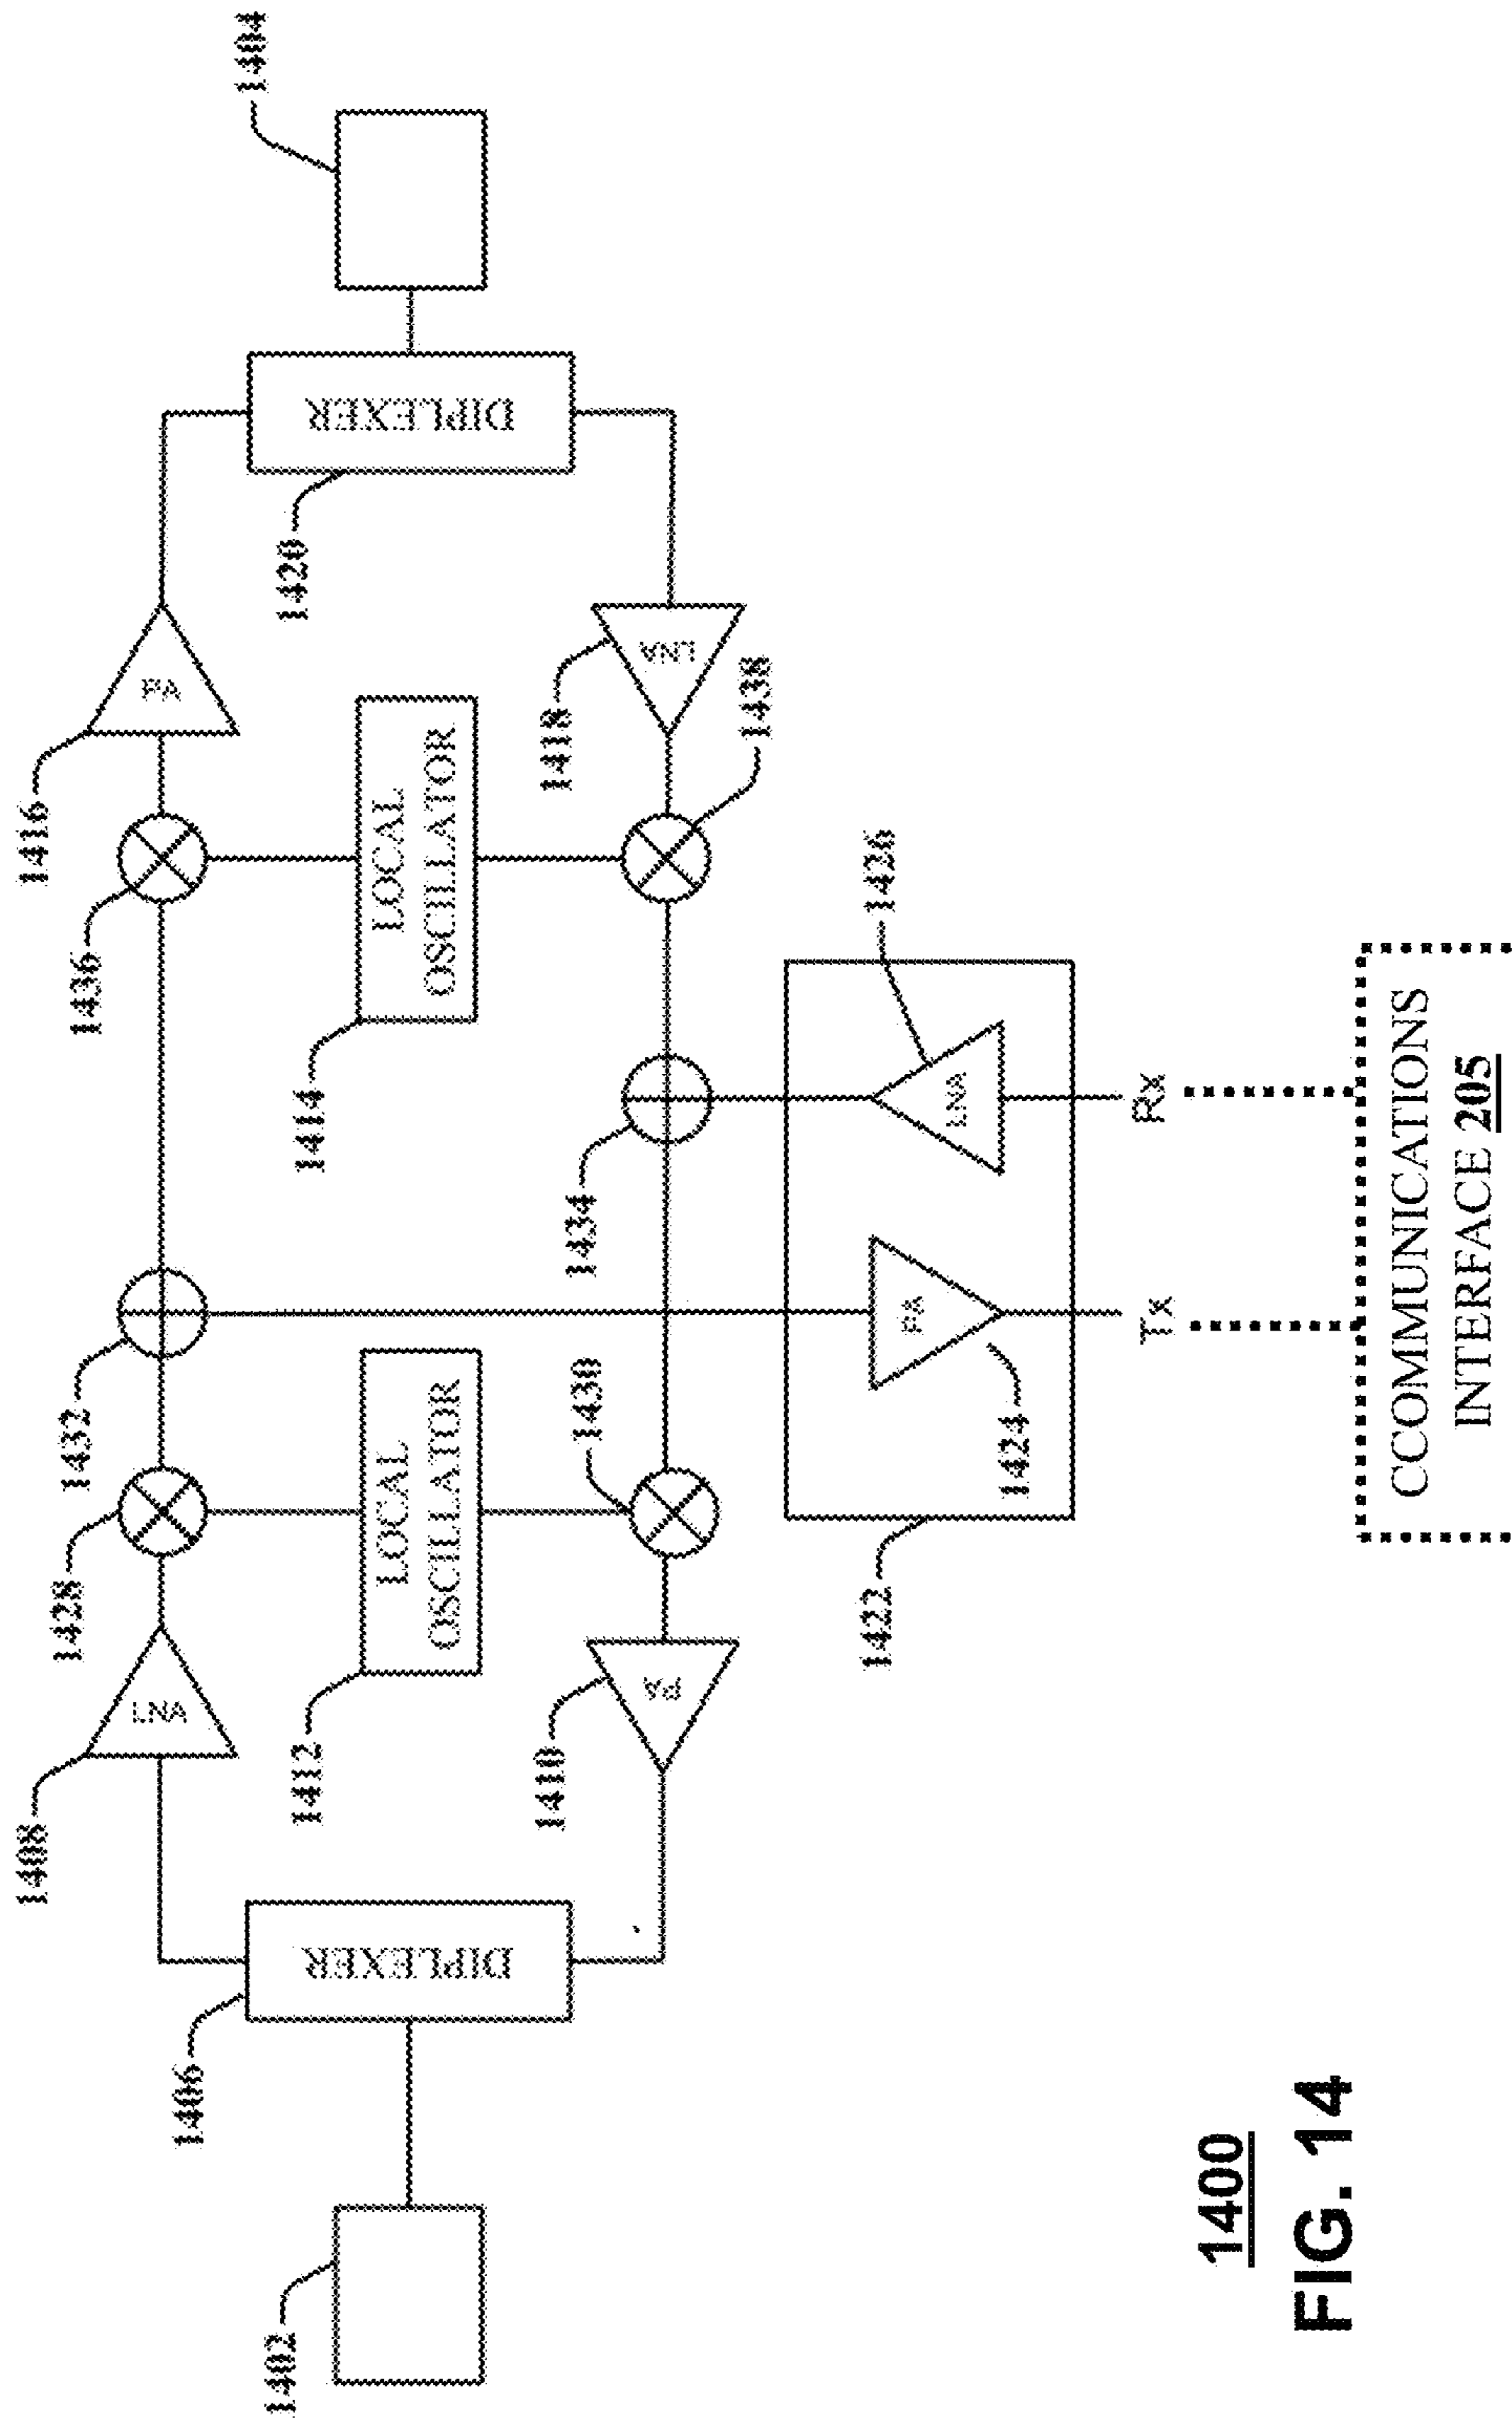 1404
1416
PA
DIPLEXER
1420
1436
LOCAL
OSCILLATOR
1414
1418
LNA
1438
1432
1434
1426
LNA
Rx
1428
LOCAL
OSCILLATOR
1412
1430
PA
1424
Tx
1422
CCOMMUNICATIONS
INTERFACE 205
1408
LNA
1410
PA
DIPLEXER
1406
1402
1400
FIG. 14